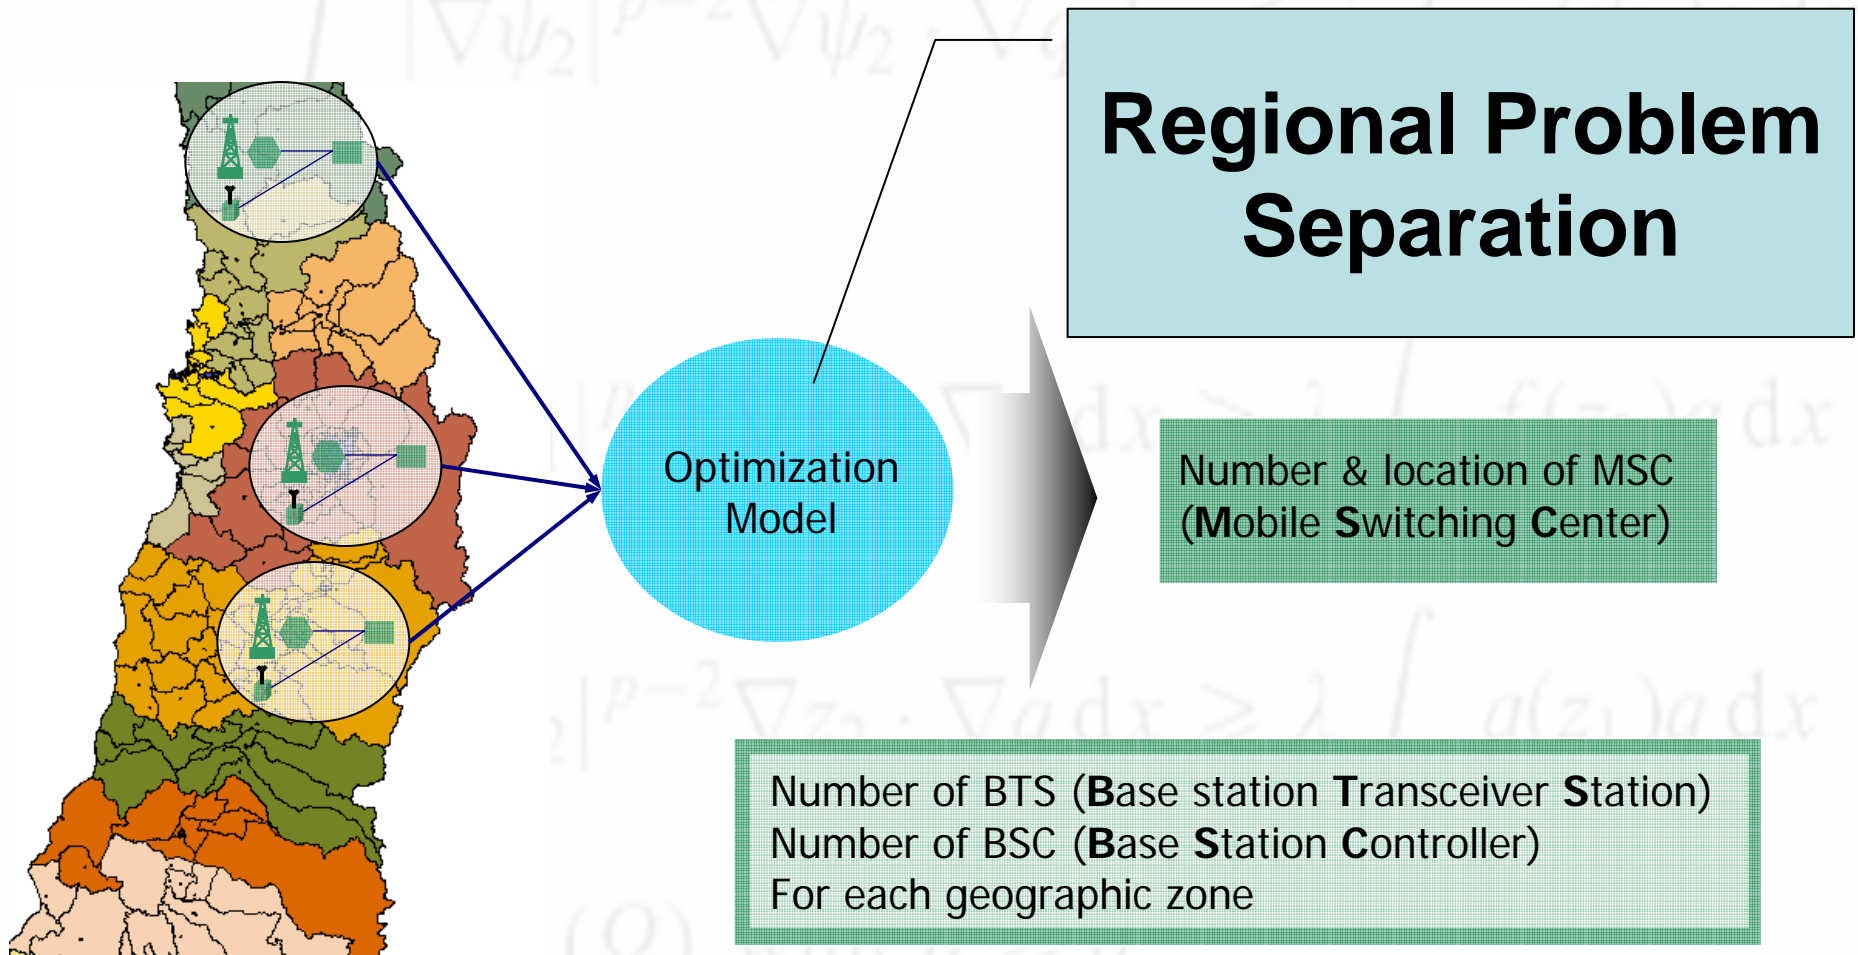 Regional Problem
Separation
Optimization
Model
Number & location of MSC
(Mobile Switching Center)
Number of BTS (Base station Transceiver Station)
Number of BSC (Base Station Controller)
For each geographic zone